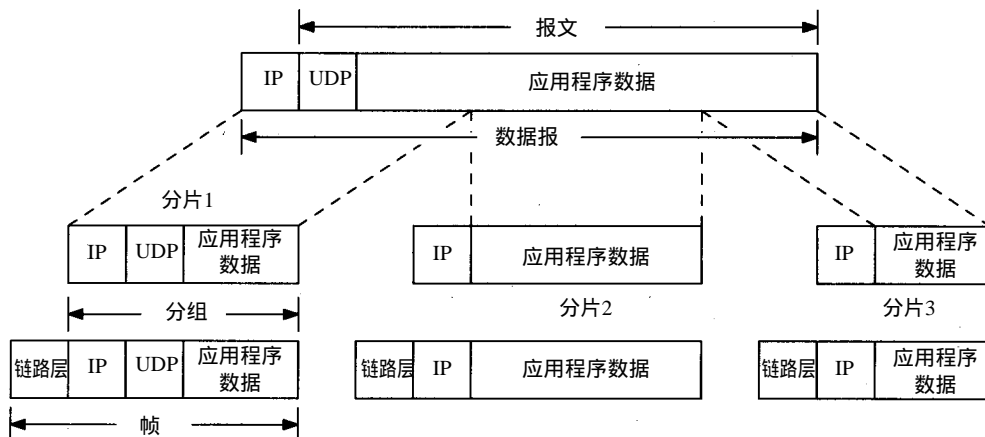 报文
IP
UDP
应用程序数据
数据报
分片1
IP
UDP
应用程序
数据
IP
应用程序数据
IP
应用程序
数据
分组
分片2
分片3
链路层
IP
UDP
应用程序
数据
链路层
IP
应用程序数据
链路层
IP
应用程序
数据
帧